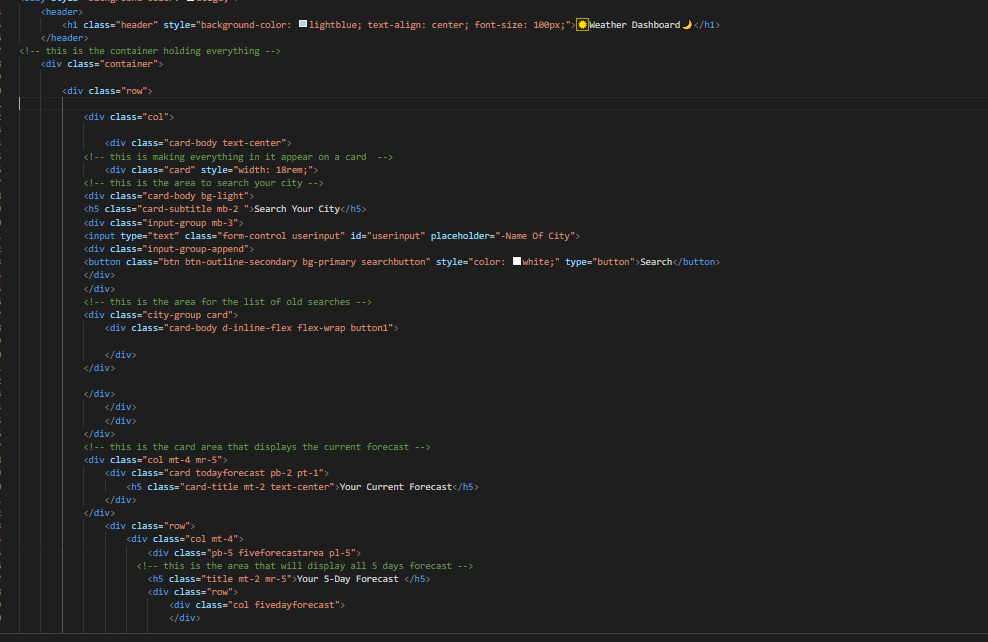 <header>
<h1 class="header" style="background-color: lightblue; text-align: center; font-size: 100px;">🌞Weather Dashboard🌙</h1>
</header>
<!-- this is the container holding everything -->
<div class="container">
<div class="row">
<div class="col">
<div class="card-body text-center">
<!-- this is making everything in it appear on a card  -->
<div class="card" style="width: 18rem;">
<!-- this is the area to search your city -->
<div class="card-body bg-light">
<h5 class="card-subtitle mb-2 ">Search Your City</h5>
<div class="input-group mb-3">
<input type="text" class="form-control userinput" id="userinput" placeholder="-Name Of City">
<div class="input-group-append">
<button class="btn btn-outline-secondary bg-primary searchbutton" style="color: white;" type="button">Search</button>
</div>
</div>
<!-- this is the area for the list of old searches -->
<div class="city-group card">
<div class="card-body d-inline-flex flex-wrap button1">
</div>
</div>
</div>
</div>
</div>
</div>
<!-- this is the card area that displays the current forecast -->
<div class="col mt-4 mr-5">
<div class="card todayforecast pb-2 pt-1">
<h5 class="card-title mt-2 text-center">Your Current Forecast</h5>
</div>
</div>
<div class="row">
<div class="col mt-4">
<div class="pb-5 fiveforecastarea pl-5">
<!-- this is the area that will display all 5 days forecast -->
<h5 class="title mt-2 mr-5">Your 5-Day Forecast </h5>
<div class="row">
<div class="col fivedayforecast">
</div>